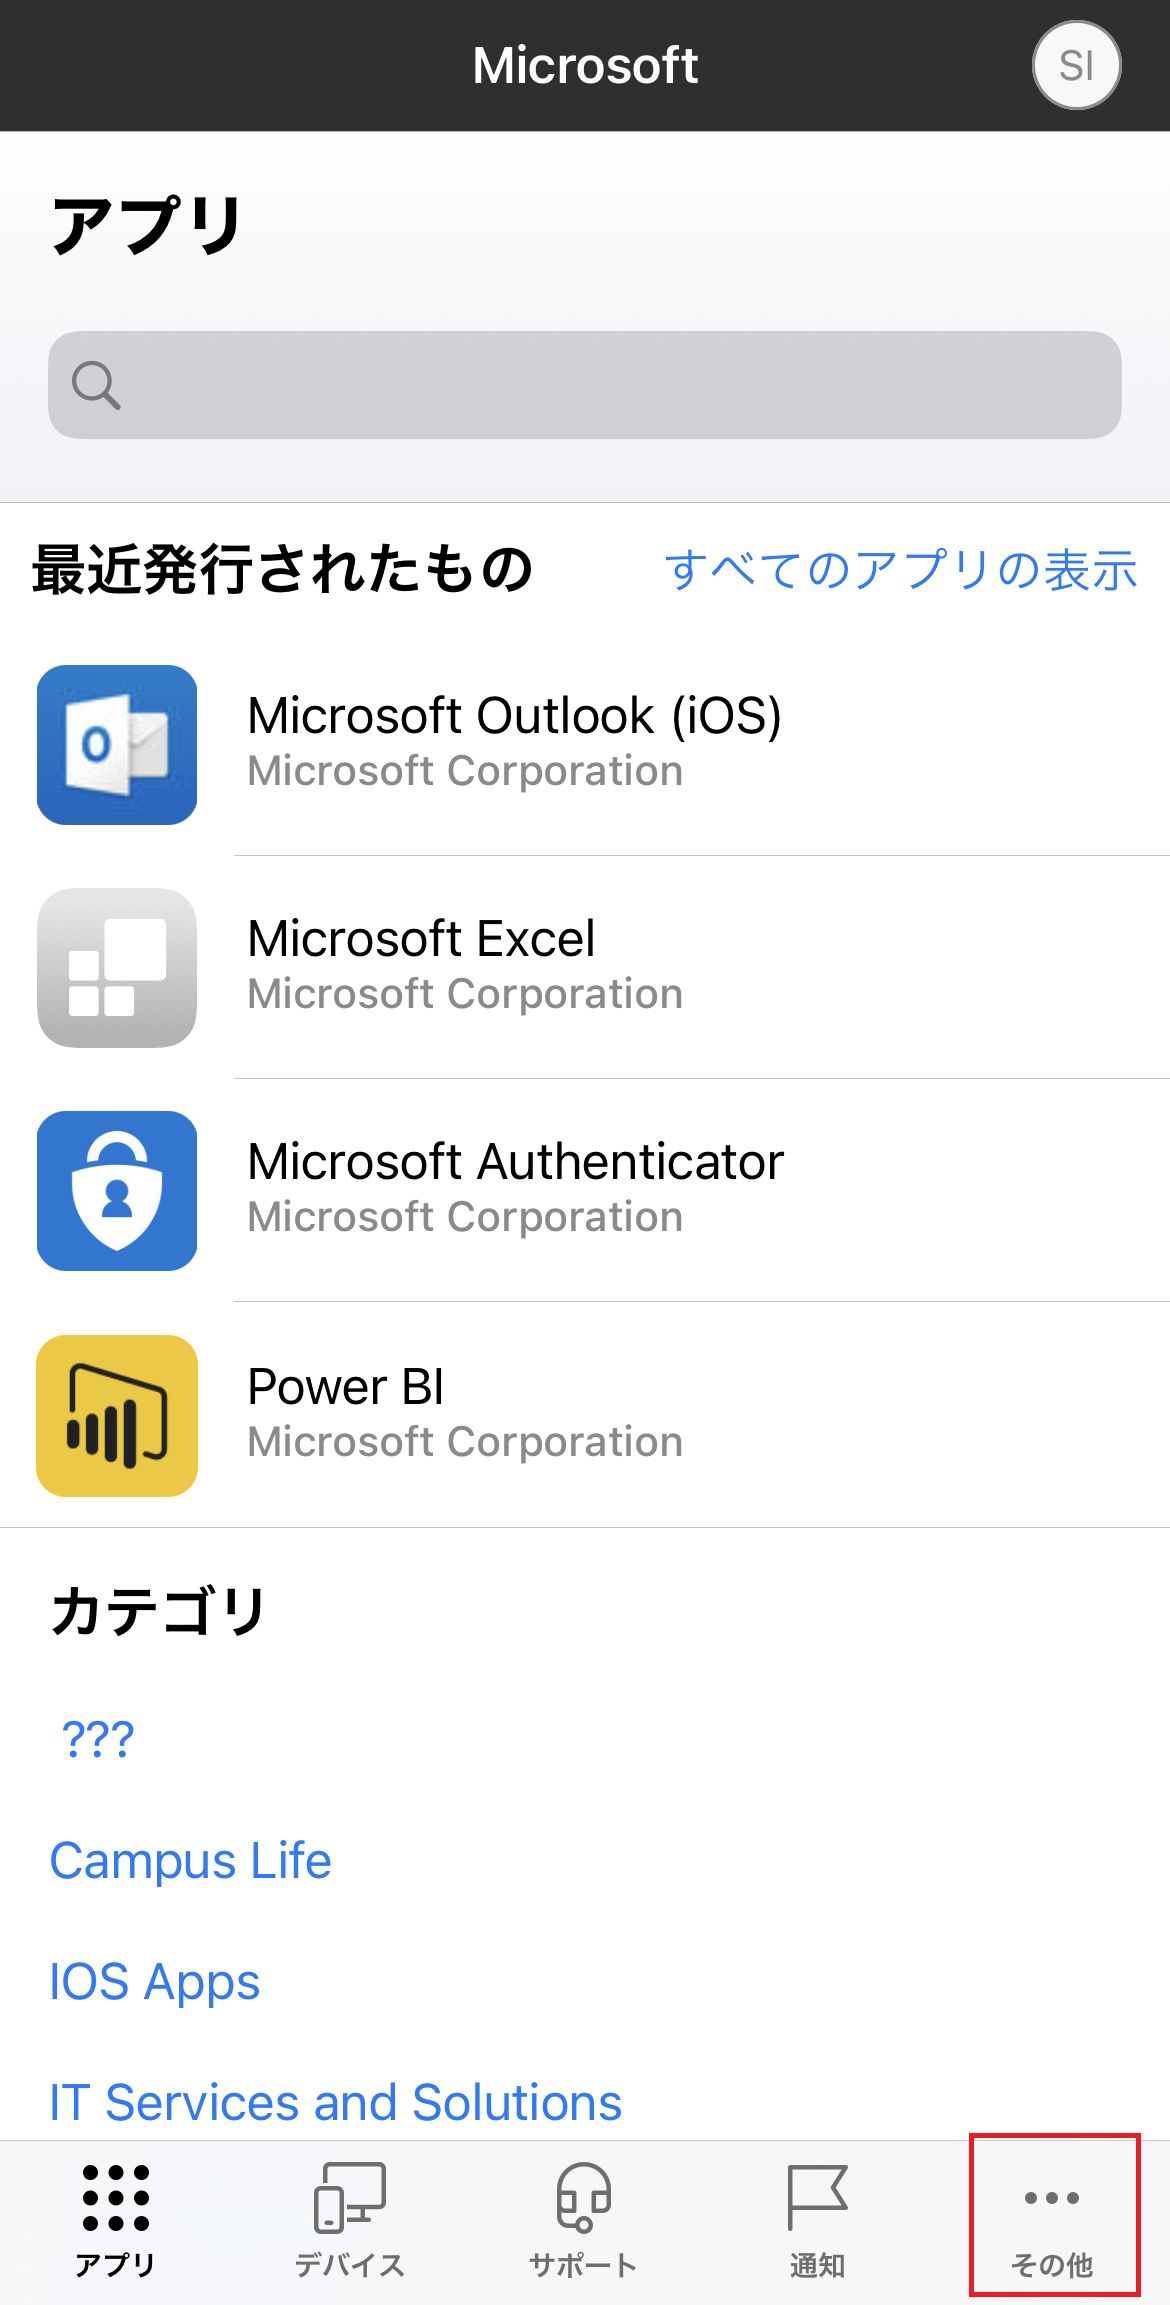 Microsoft
SI
アプリ
最近発行されたもの
すべてのアプリの表示
Microsoft Outlook (iOS)
Microsoft Corporation
Microsoft Excel
Microsoft Corporation
Microsoft Authenticator
Microsoft Corporation
Power BI
Microsoft Corporation
カテゴリ
???
Campus Life
IOS Apps
IT Services and Solutions
アプリ
デバイス
サポート
通知
その他